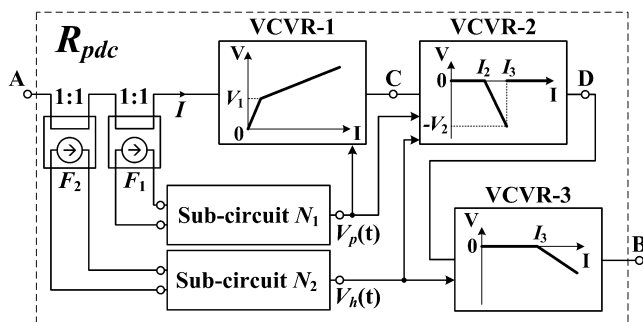 R_pdc
A
1:1
1:1
I
F_2
F_1
VCVR-1
V
V_1
0
I
C
VCVR-2
V
0
I_2
I_3
I
-V_2
D
Sub-circuit N_1
V_p(t)
Sub-circuit N_2
V_h(t)
VCVR-3
V
0
I_3
I
B